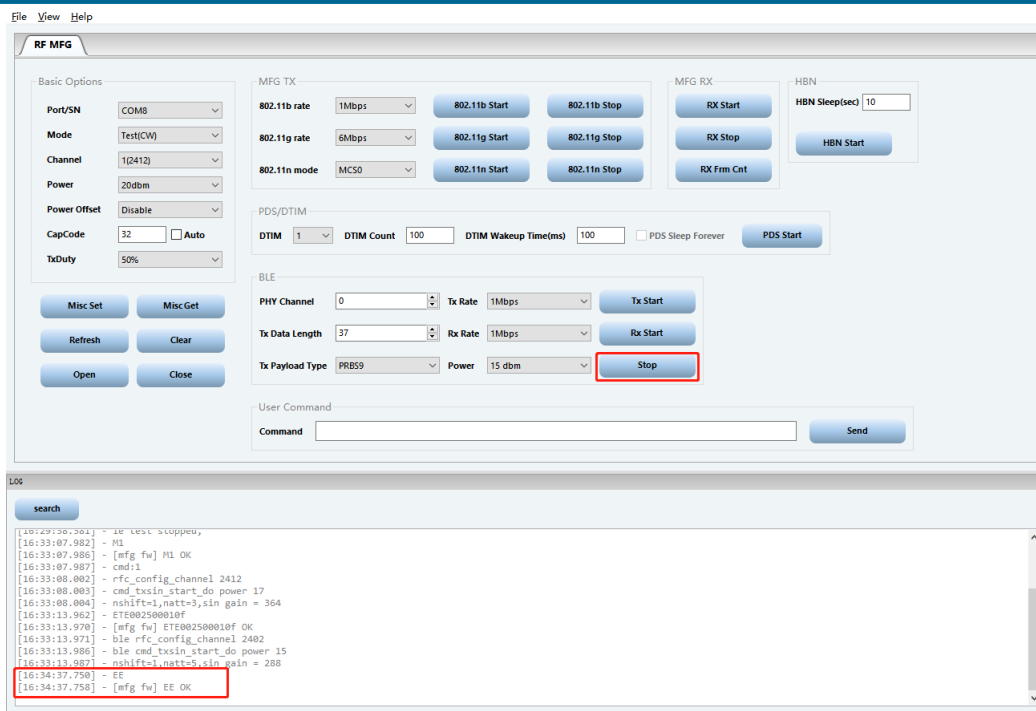 File View Help
RF MFG
Basic Options
Port/SN COM8
Mode Test(CW)
Channel 1(2412)
Power 20dbm
Power Offset Disable
CapCode 32 Auto
TxDuty 50%
Misc Set Misc Get
Refresh Clear
Open Close
MFG TX
802.11b rate 1Mbps 802.11b Start 802.11b Stop
802.11g rate 6Mbps 802.11g Start 802.11g Stop
802.11n mode MCS0 802.11n Start 802.11n Stop
MFG RX
RX Start
RX Stop
RX Frm Cnt
HBN
HBN Sleep(sec) 10
HBN Start
PDS/DTIM
DTIM 1 DTIM Count 100 DTIM Wakeup Time(ms) 100 PDS Sleep Forever PDS Start
BLE
PHY Channel 0 Tx Rate 1Mbps Tx Start
Tx Data Length 37 Rx Rate 1Mbps Rx Start
Tx Payload Type PRBS9 Power 15 dbm Stop
User Command
Command Send
LOG
search
[16:29:58.581] - le test stopped,
[16:33:07.982] - M1
[16:33:07.986] - [mfg fw] M1 OK
[16:33:07.987] - cmd:1
[16:33:08.002] - rfc_config_channel 2412
[16:33:08.003] - cmd_txsin_start_do power 17
[16:33:08.004] - nshift=1,natt=3,sin gain = 364
[16:33:13.962] - ETE002500010f
[16:33:13.970] - [mfg fw] ETE002500010f OK
[16:33:13.971] - ble rfc_config_channel 2402
[16:33:13.986] - ble cmd_txsin_start_do power 15
[16:33:13.987] - nshift=1,natt=5,sin gain = 288
[16:34:37.750] - EE
[16:34:37.758] - [mfg fw] EE OK